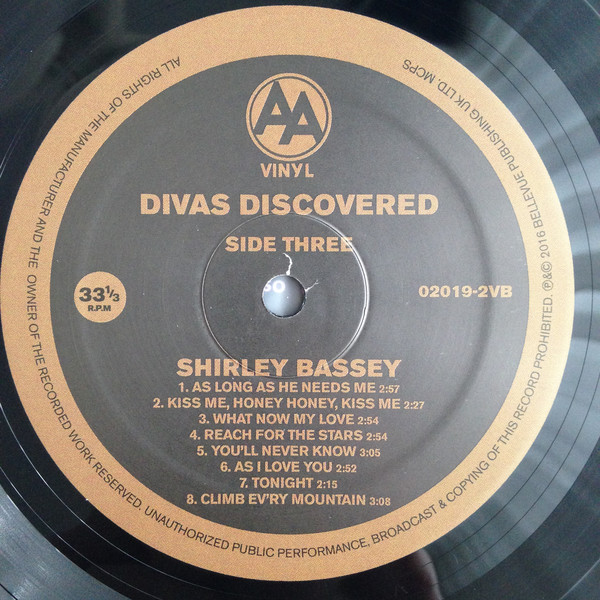 AA
VINYL
DIVAS DISCOVERED
SIDE THREE
33 1/3
R.P.M
02019-2VB
SHIRLEY BASSEY
1. AS LONG AS HE NEEDS ME 2:57
2. KISS ME, HONEY HONEY, KISS ME 2:27
3. WHAT NOW MY LOVE 2:54
4. REACH FOR THE STARS 2:54
5. YOU'LL NEVER KNOW 3:05
6. AS I LOVE YOU 2:52
7. TONIGHT 2:15
8. CLIMB EV'RY MOUNTAIN 3:08
ALL RIGHTS OF THE MANUFACTURER AND THE OWNER OF THE RECORDED WORK RESERVED. UNAUTHORIZED PUBLIC PERFORMANCE, BROADCAST & COPYING OF THIS RECORD PROHIBITED. ℗&© 2016 BELLEVUE PUBLISHING UK LTD. MCPS